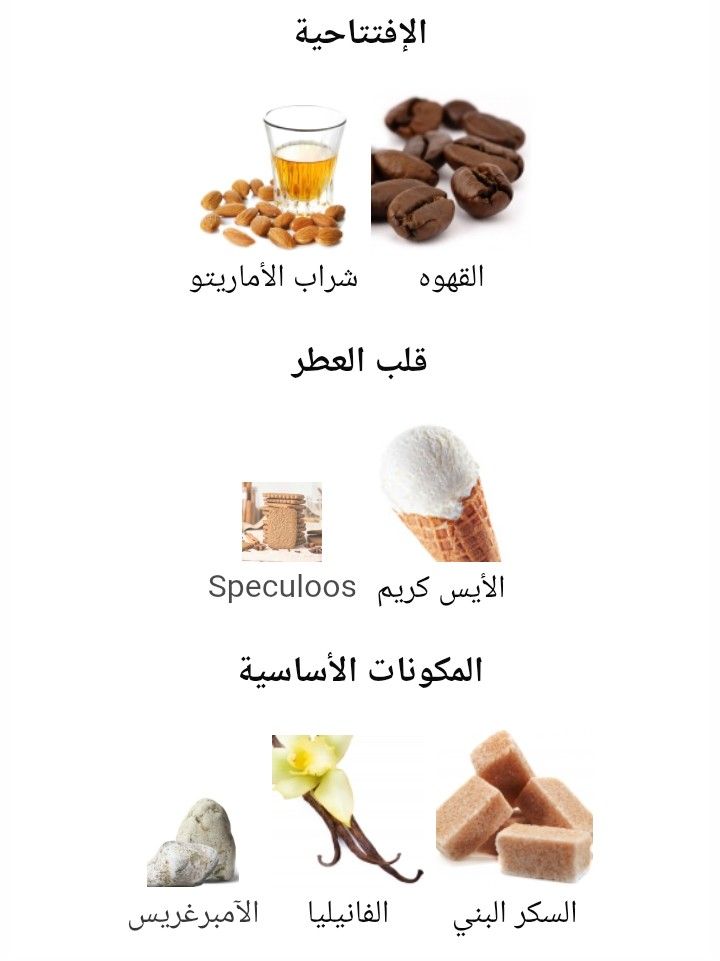 الإفتتاحية
القهوه شراب الأماريتو
قلب العطر
الأيس كريم Speculoos
المكونات الأساسية
السكر البني الفانيليا الآمبرغريس